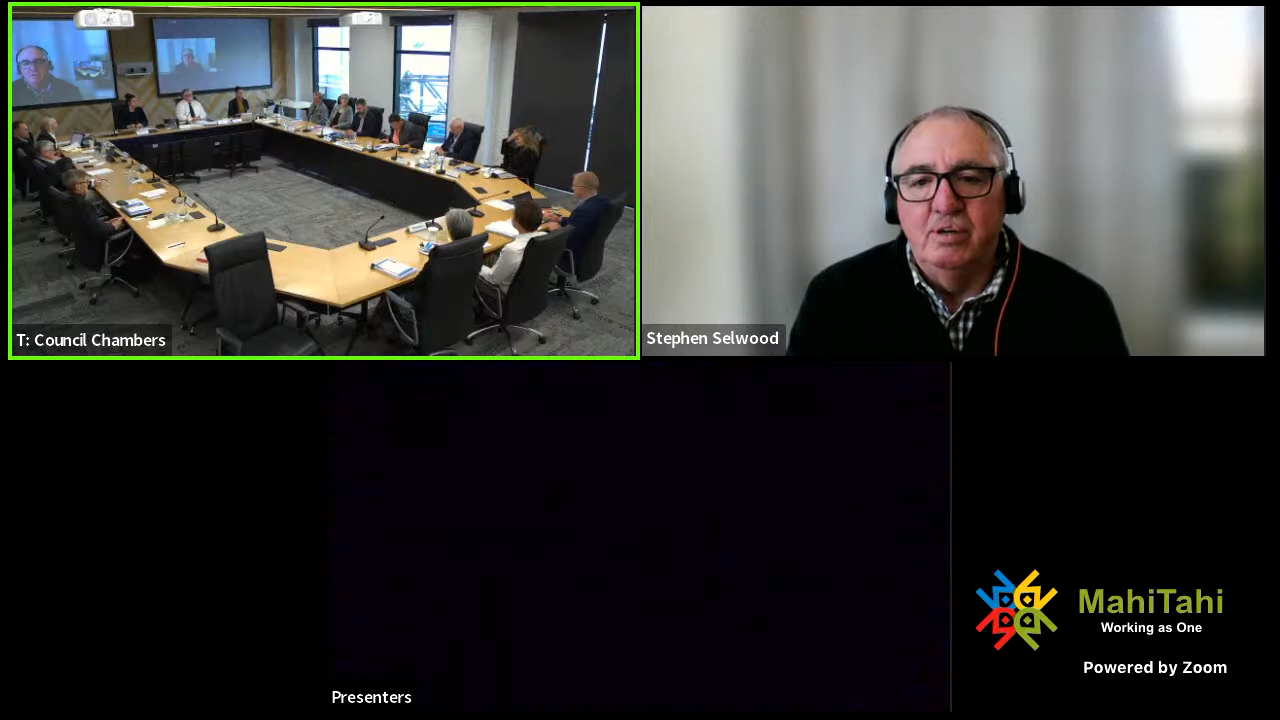 T: Council Chambers
Stephen Selwood
Presenters
MahiTahi
Working as One
Powered by Zoom